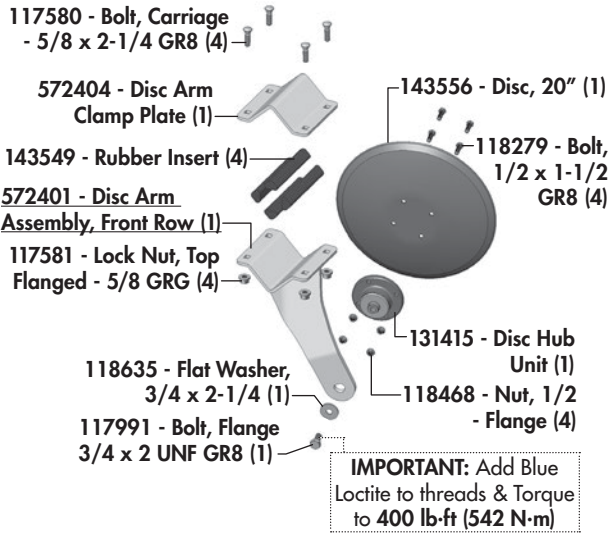 117580 - Bolt, Carriage
- 5/8 x 2-1/4 GR8 (4)
572404 - Disc Arm
Clamp Plate (1)
143549 - Rubber Insert (4)
572401 - Disc Arm
Assembly, Front Row (1)
117581 - Lock Nut, Top
Flanged - 5/8 GRG (4)
118635 - Flat Washer,
3/4 x 2-1/4 (1)
117991 - Bolt, Flange
3/4 x 2 UNF GR8 (1)
143556 - Disc, 20” (1)
118279 - Bolt,
1/2 x 1-1/2
GR8 (4)
131415 - Disc Hub
Unit (1)
118468 - Nut, 1/2
- Flange (4)
IMPORTANT: Add Blue
Loctite to threads & Torque
to 400 lb·ft (542 N·m)